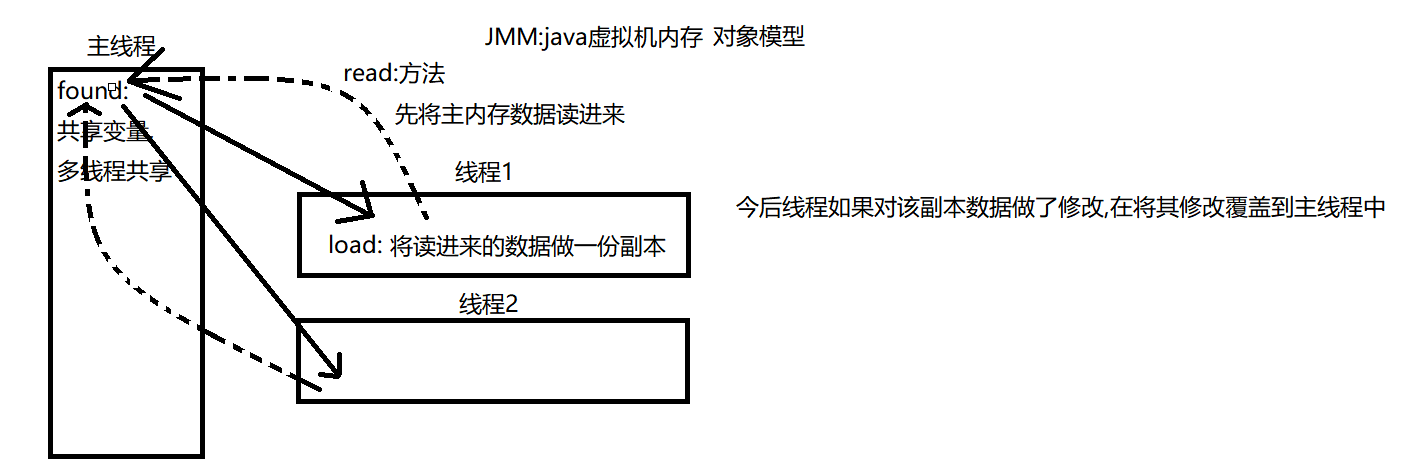 JMM:java虚拟机内存 对象模型
主线程
read:方法
found:
先将主内存数据读进来
共享变量.
多线程共享
线程1
今后线程如果对该副本数据做了修改,在将其修改覆盖到主线程中
load: 将读进来的数据做一份副本
线程2